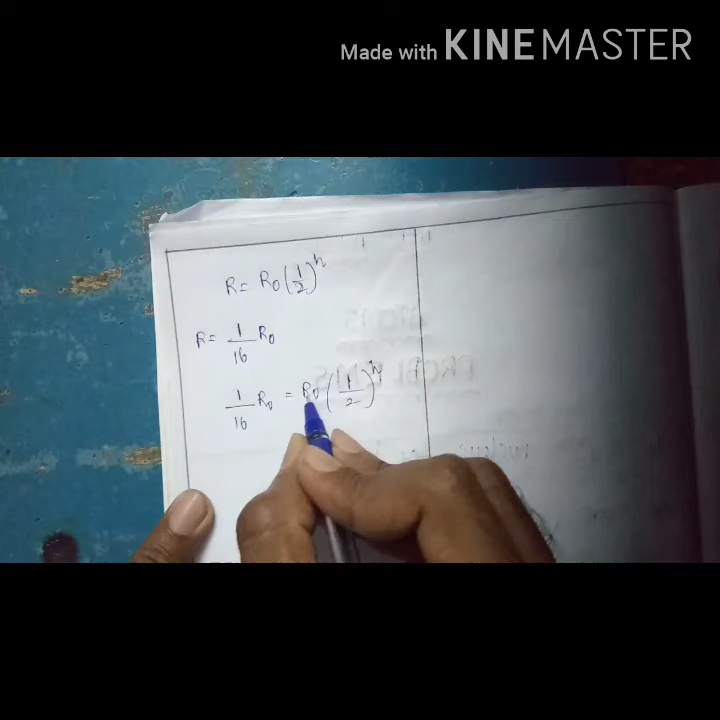 Made with KINEMASTER
R = R0 (1/2)^n
R = 1/16 R0
1/16 R0 = R0 (1/2)^n